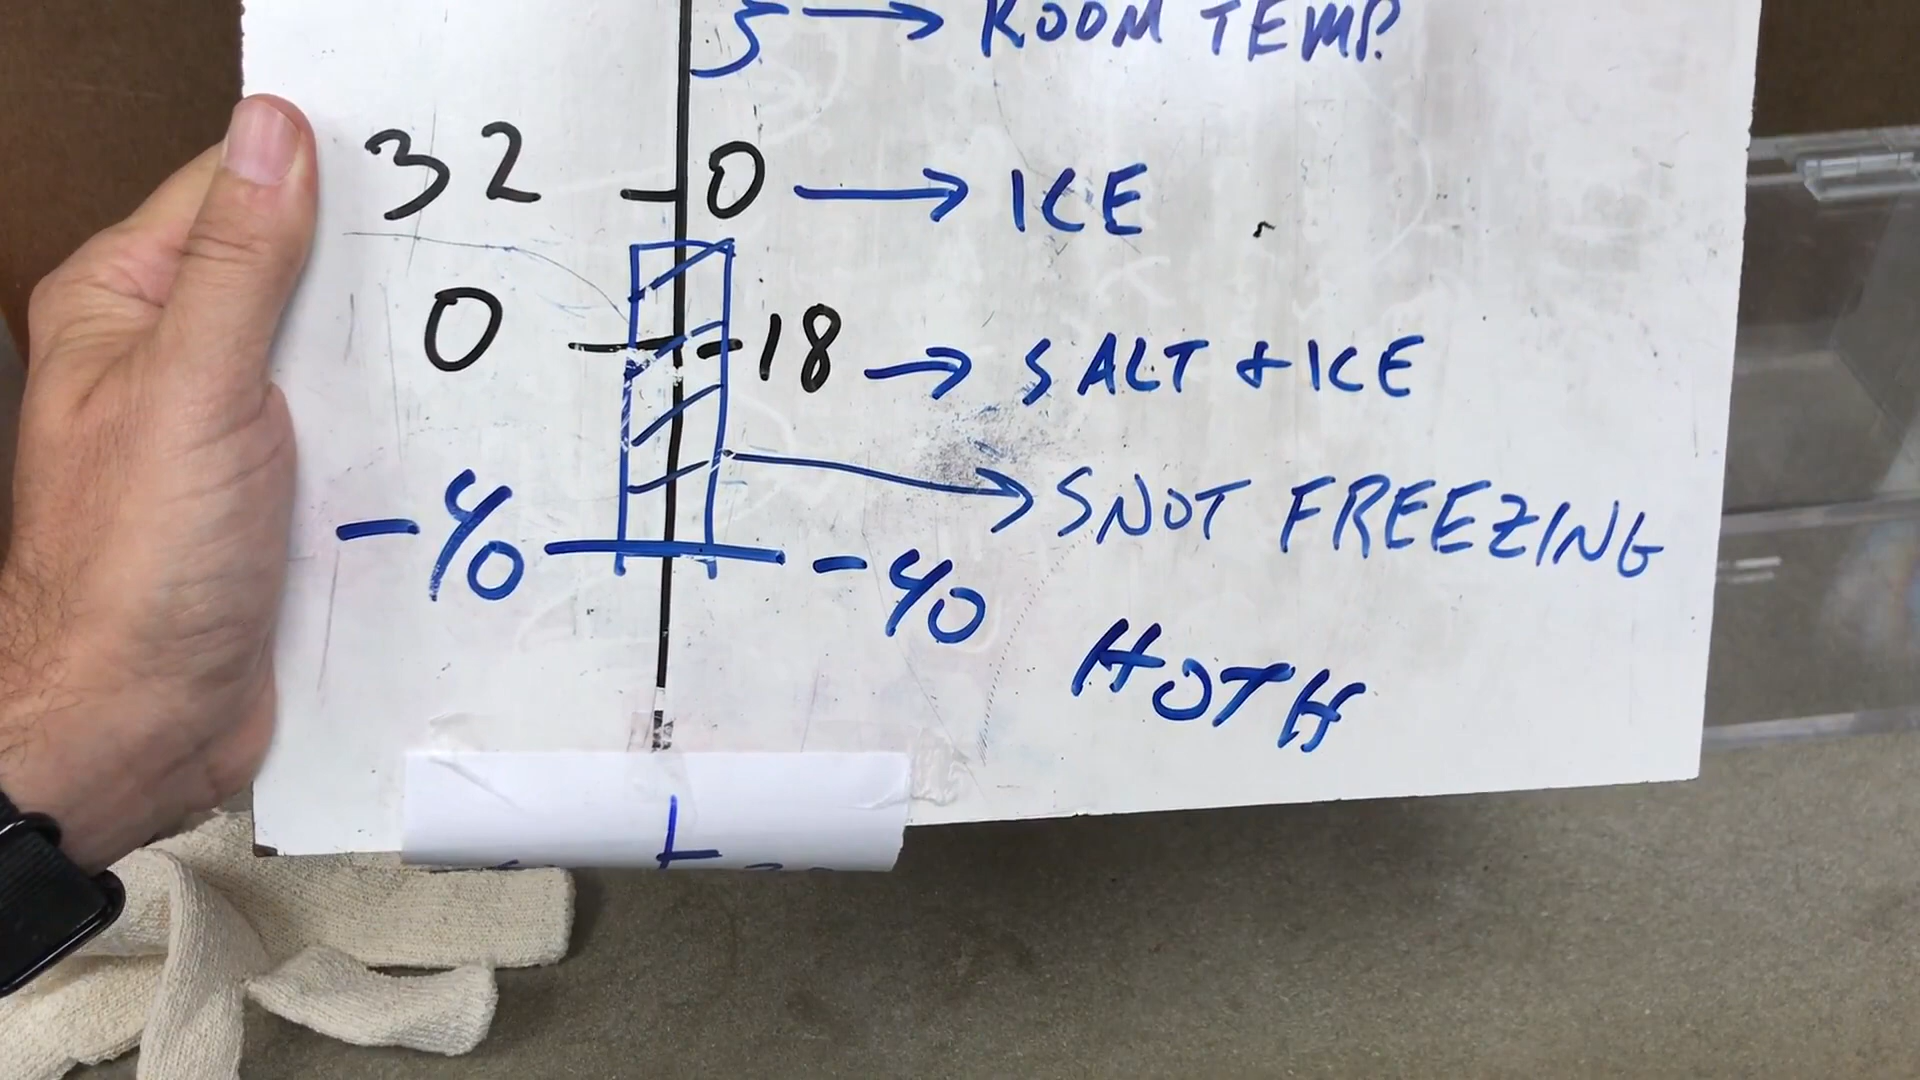 → ROOM TEMP.
32 0 → ICE
0 -18 → SALT + ICE
→ SNOT FREEZING
-40 -40
HOTH